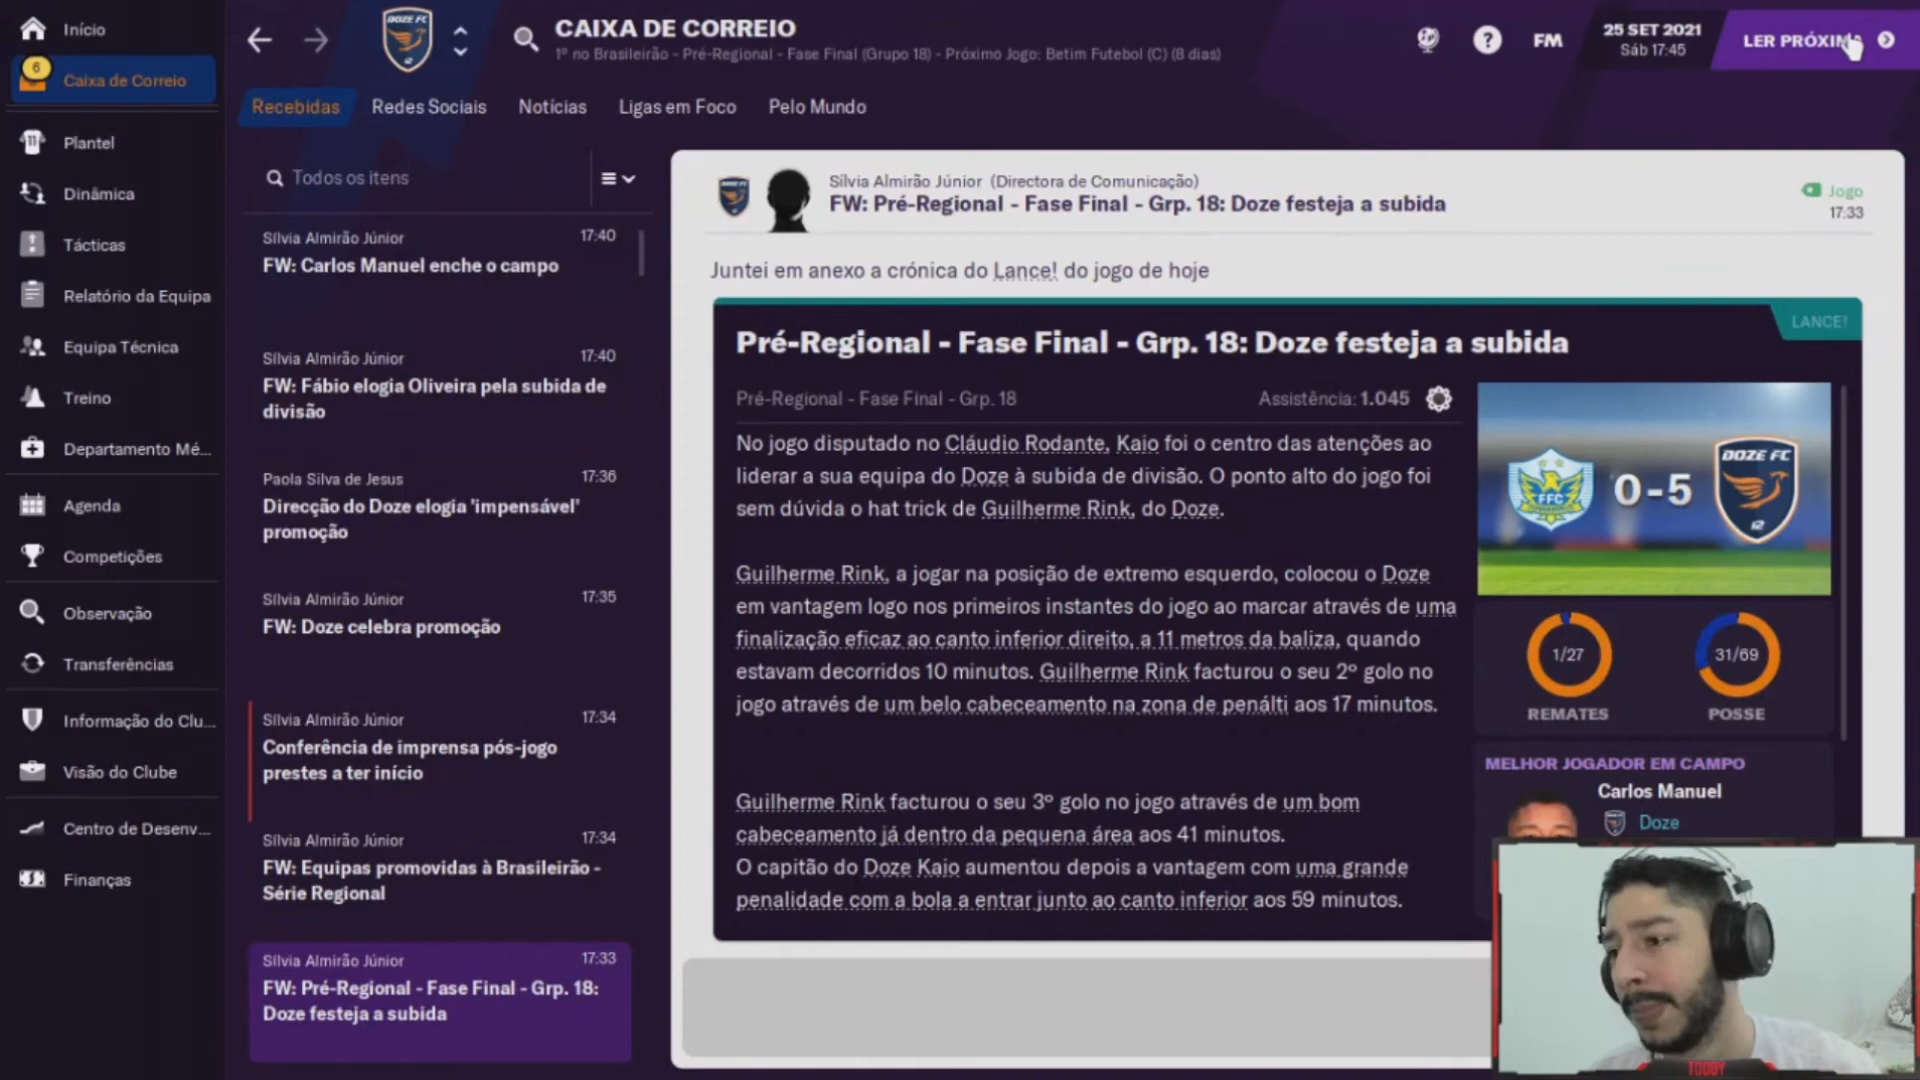 Início
6
Caixa de Correio
Plantel
Dinâmica
Tácticas
Relatório da Equipa
Equipa Técnica
Treino
Departamento Mé...
Agenda
Competições
Observação
Transferências
Informação do Clu...
Visão do Clube
Centro de Desenv...
Finanças
DOZE FC
12
CAIXA DE CORREIO
1º no Brasileirão - Pré-Regional - Fase Final (Grupo 18) - Próximo Jogo: Betim Futebol (C) (8 dias)
?
FM
25 SET 2021
Sáb 17:45
LER PRÓXIM
Recebidas
Redes Sociais
Notícias
Ligas em Foco
Pelo Mundo
Todos os itens
Sílvia Almirão Júnior 17:40
FW: Carlos Manuel enche o campo
Sílvia Almirão Júnior 17:40
FW: Fábio elogia Oliveira pela subida de
divisão
Paola Silva de Jesus 17:36
Direcção do Doze elogia 'impensável'
promoção
Sílvia Almirão Júnior 17:35
FW: Doze celebra promoção
Sílvia Almirão Júnior 17:34
Conferência de imprensa pós-jogo
prestes a ter início
Sílvia Almirão Júnior 17:34
FW: Equipas promovidas à Brasileirão -
Série Regional
Sílvia Almirão Júnior 17:33
FW: Pré-Regional - Fase Final - Grp. 18:
Doze festeja a subida
DOZE FC
Sílvia Almirão Júnior (Directora de Comunicação)
FW: Pré-Regional - Fase Final - Grp. 18: Doze festeja a subida
Jogo
17:33
Juntei em anexo a crónica do Lance! do jogo de hoje
LANCE!
Pré-Regional - Fase Final - Grp. 18: Doze festeja a subida
Pré-Regional - Fase Final - Grp. 18
Assistência: 1.045
No jogo disputado no Cláudio Rodante, Kaio foi o centro das atenções ao
liderar a sua equipa do Doze à subida de divisão. O ponto alto do jogo foi
sem dúvida o hat trick de Guilherme Rink, do Doze.
Guilherme Rink, a jogar na posição de extremo esquerdo, colocou o Doze
em vantagem logo nos primeiros instantes do jogo ao marcar através de uma
finalização eficaz ao canto inferior direito, a 11 metros da baliza, quando
estavam decorridos 10 minutos. Guilherme Rink facturou o seu 2º golo no
jogo através de um belo cabeceamento na zona de penálti aos 17 minutos.
Guilherme Rink facturou o seu 3º golo no jogo através de um bom
cabeceamento já dentro da pequena área aos 41 minutos.
O capitão do Doze Kaio aumentou depois a vantagem com uma grande
penalidade com a bola a entrar junto ao canto inferior aos 59 minutos.
FFC
0-5
DOZE FC
12
1/27
REMATES
31/69
POSSE
MELHOR JOGADOR EM CAMPO
Carlos Manuel
Doze
TODDY